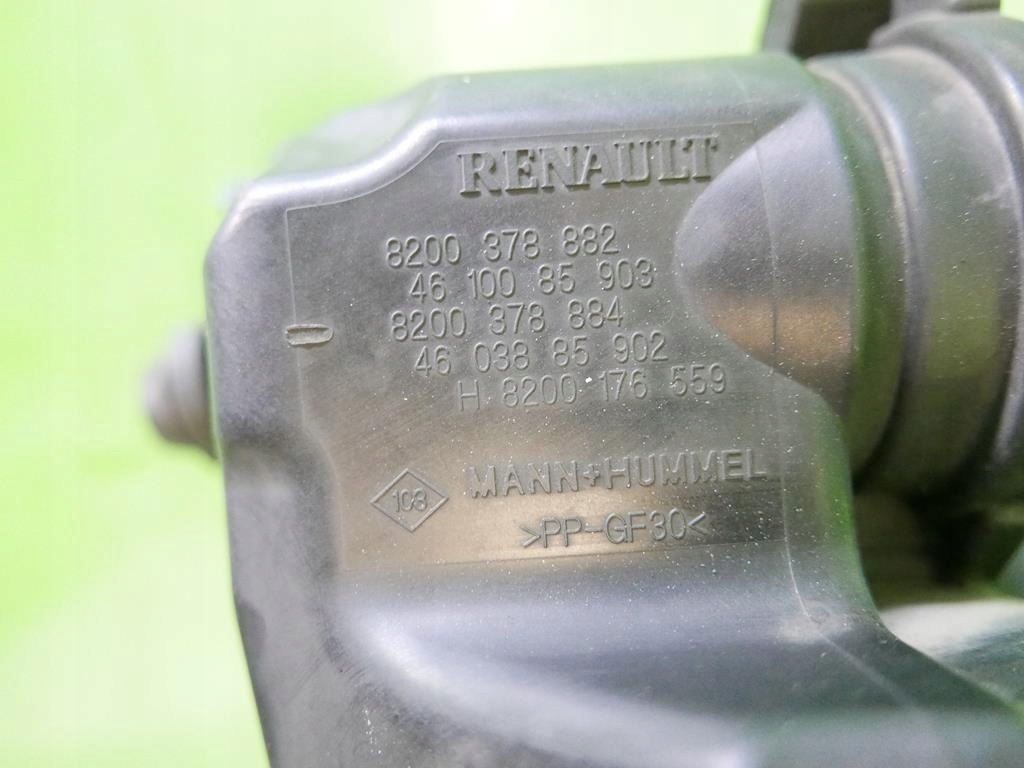 RENAULT
8200 378 882
46 100 85 903
8200 378 884
46 038 85 902
H 8200 176 559
MANN+HUMMEL
108
>PP-GF30<